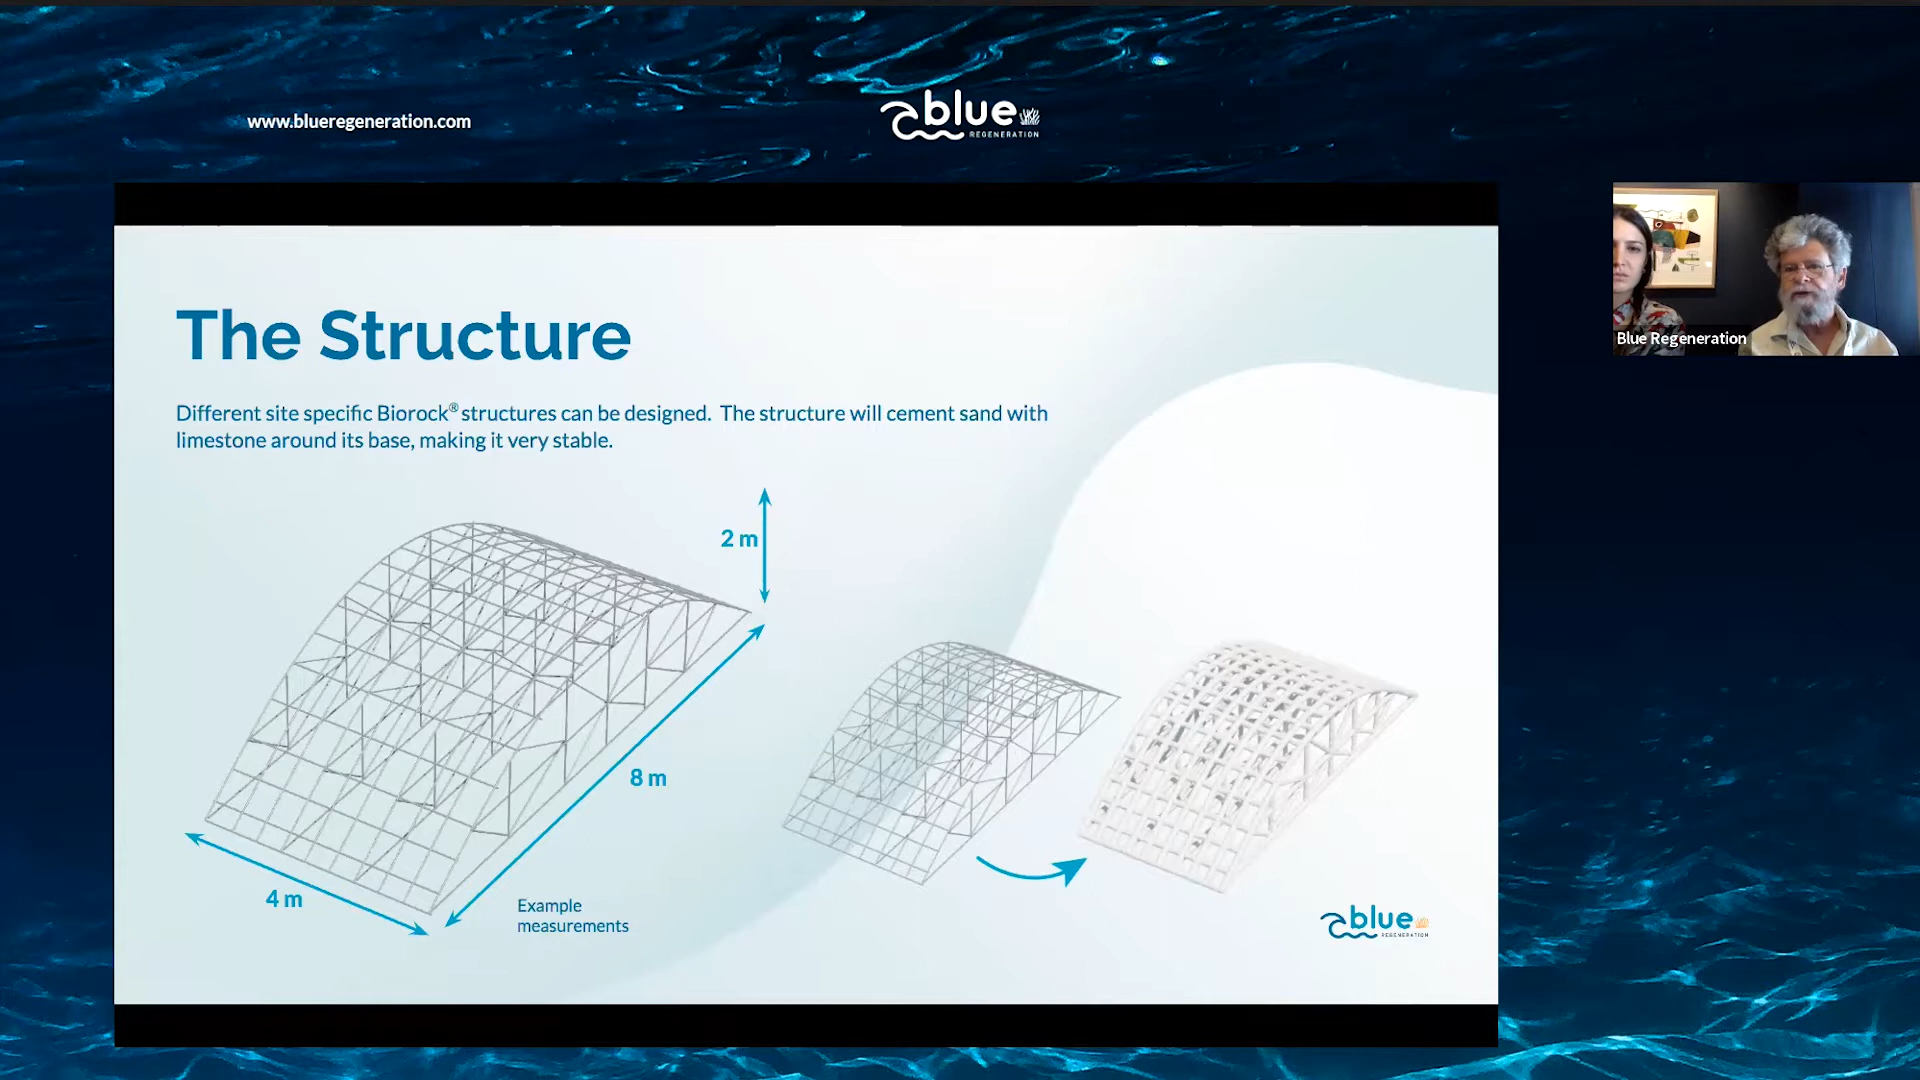 www.blueregeneration.com
blue
REGENERATION
The Structure
Different site specific Biorock® structures can be designed. The structure will cement sand with
limestone around its base, making it very stable.
2 m
8 m
4 m
Example
measurements
blue
REGENERATION
Blue Regeneration